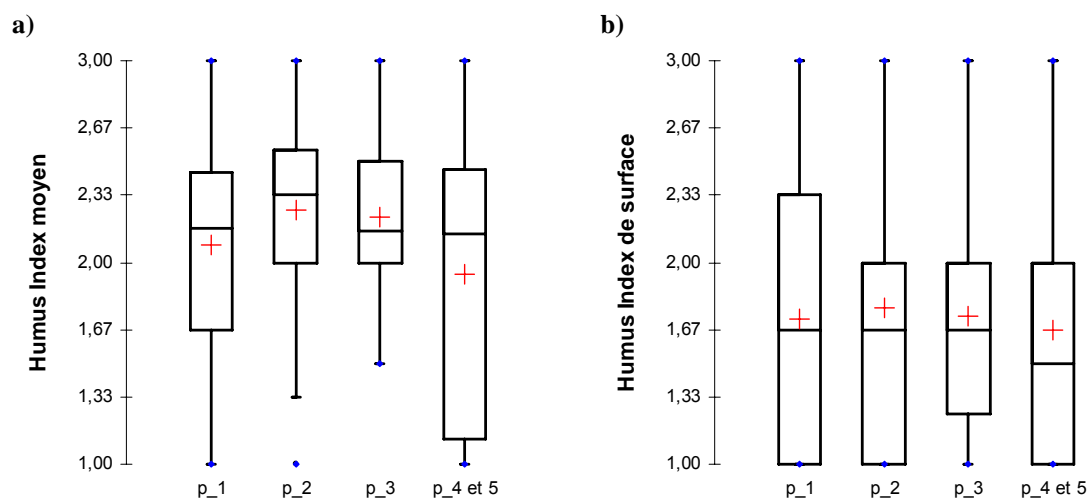 a)
Humus Index moyen
3,00
2,67
2,33
2,00
1,67
1,33
1,00
p_1 p_2 p_3 p_4 et 5
b)
Humus Index de surface
3,00
2,67
2,33
2,00
1,67
1,33
1,00
p_1 p_2 p_3 p_4 et 5